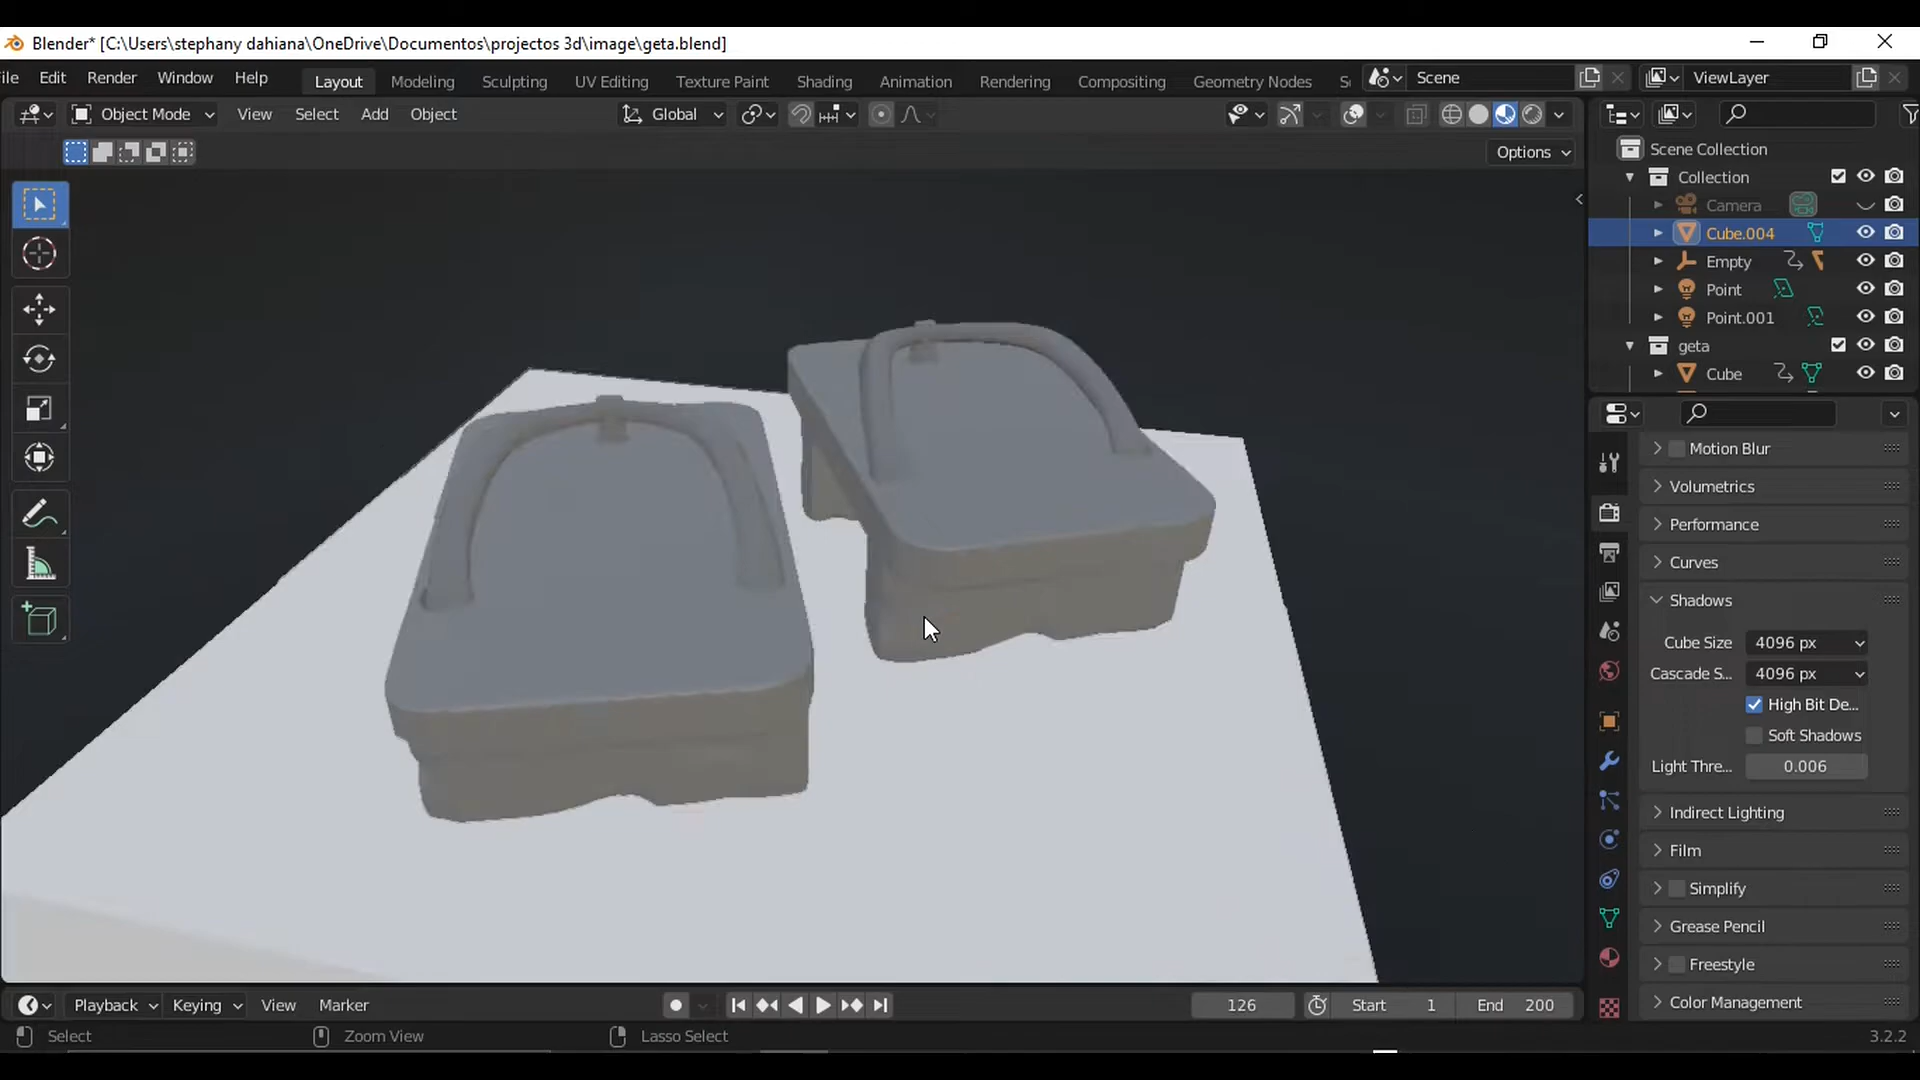 Blender* [C:\Users\stephany dahiana\OneDrive\Documentos\projectos 3d\image\geta.blend]
ile Edit Render Window Help Layout Modeling Sculpting UV Editing Texture Paint Shading Animation Rendering Compositing Geometry Nodes Sc Scene ViewLayer
Object Mode View Select Add Object Global
Options
Scene Collection
Collection
Camera
Cube.004
Empty
Point
Point.001
geta
Cube
Motion Blur
Volumetrics
Performance
Curves
Shadows
Cube Size 4096 px
Cascade S... 4096 px
High Bit De...
Soft Shadows
Light Thre... 0.006
Indirect Lighting
Film
Simplify
Grease Pencil
Freestyle
Color Management
Playback Keying View Marker 126 Start 1 End 200
Select Zoom View Lasso Select 3.2.2